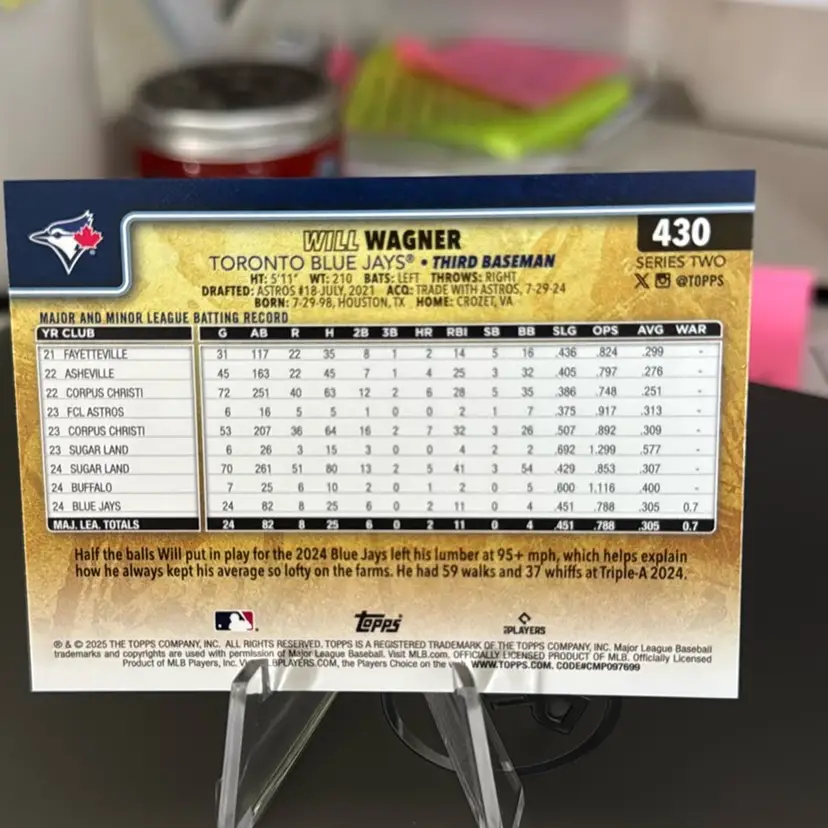 WILL WAGNER
430
TORONTO BLUE JAYS® • THIRD BASEMAN
SERIES TWO
HT: 5'11" WT: 210 BATS: LEFT THROWS: RIGHT
@TOPPS
DRAFTED: ASTROS #18-JULY, 2021 ACQ: TRADE WITH ASTROS, 7-29-24
BORN: 7-29-98, HOUSTON, TX HOME: CROZET, VA
MAJOR AND MINOR LEAGUE BATTING RECORD
YR CLUB G AB R H 2B 3B HR RBI SB BB SLG OPS AVG WAR
21 FAYETTEVILLE 31 117 22 35 8 1 2 14 5 16 .436 .824 .299 -
22 ASHEVILLE 45 163 22 45 7 1 4 25 3 32 .405 .797 .276 -
22 CORPUS CHRISTI 72 251 40 63 12 2 6 28 5 35 .386 .748 .251 -
23 FCL ASTROS 6 16 5 5 1 0 0 2 1 7 .375 .917 .313 -
23 CORPUS CHRISTI 53 207 36 64 16 2 7 32 3 26 .507 .892 .309 -
23 SUGAR LAND 6 26 3 15 3 0 0 4 2 2 .692 1.299 .577 -
24 SUGAR LAND 70 261 51 80 13 2 5 41 3 54 .429 .853 .307 -
24 BUFFALO 7 25 6 10 2 0 1 2 0 5 .600 1.116 .400 -
24 BLUE JAYS 24 82 8 25 6 0 2 11 0 4 .451 .788 .305 0.7
MAJ. LEA. TOTALS 24 82 8 25 6 0 2 11 0 4 .451 .788 .305 0.7
Half the balls Will put in play for the 2024 Blue Jays left his lumber at 95+ mph, which helps explain
how he always kept his average so lofty on the farms. He had 59 walks and 37 whiffs at Triple-A 2024.
Topps
PLAYERS
® & © 2025 THE TOPPS COMPANY, INC. ALL RIGHTS RESERVED. TOPPS IS A REGISTERED TRADEMARK OF THE TOPPS COMPANY, INC. Major League Baseball
trademarks and copyrights are used with permission of Major League Baseball. Visit MLB.com. OFFICIALLY LICENSED PRODUCT OF MLB. Officially Licensed
Product of MLB Players, Inc. LBPLAYERS.COM, the Players Choice on the WWW.TOPPS.COM. CODE#CMP097699